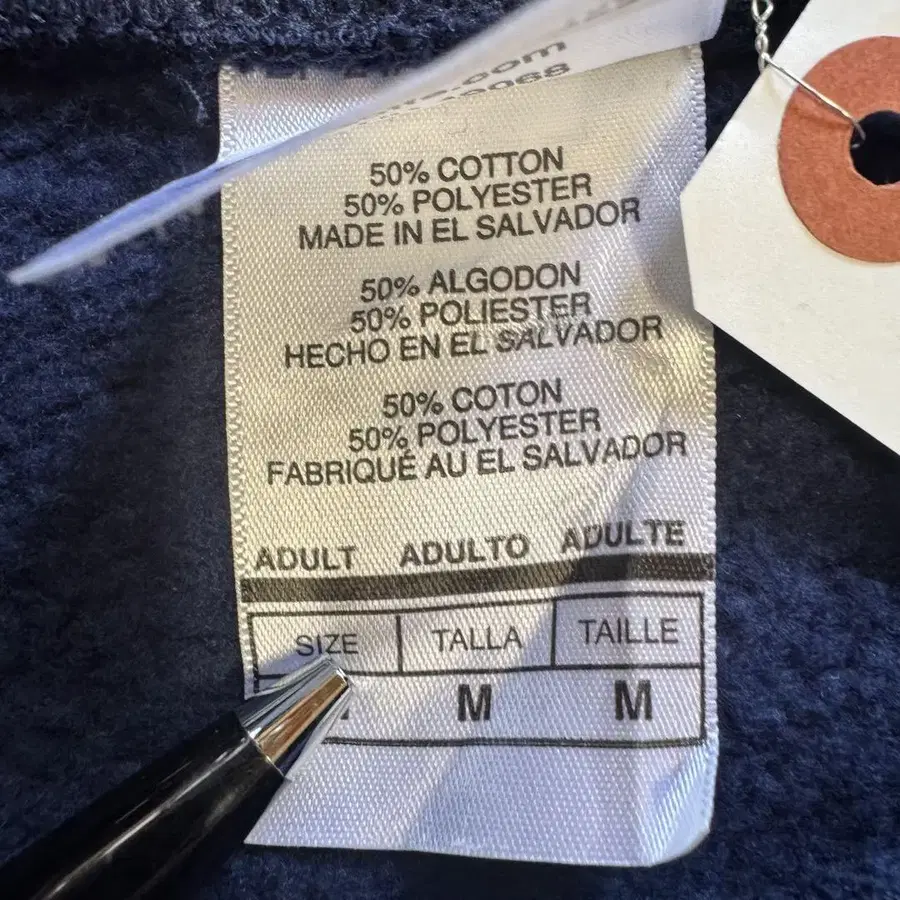 50% COTTON
50% POLYESTER
MADE IN EL SALVADOR
50% ALGODON
50% POLIESTER
HECHO EN EL SALVADOR
50% COTON
50% POLYESTER
FABRIQUÉ AU EL SALVADOR
ADULT ADULTO ADULTE
SIZE TALLA TAILLE
M M